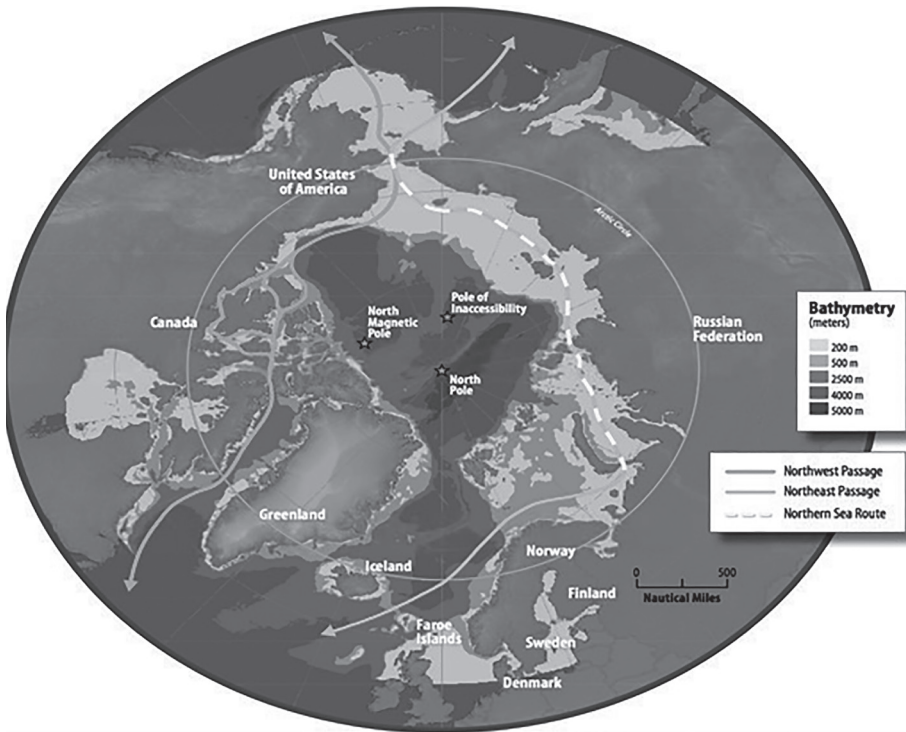 United States
of America
Arctic Circle
Canada
North
Magnetic
Pole
Pole of
Inaccessibility
North
Pole
Russian
Federation
Greenland
Iceland
Norway
Finland
Faroe
Islands
Sweden
Denmark
0 500
Nautical Miles
Bathymetry
(meters)
200 m
500 m
2500 m
4000 m
5000 m
Northwest Passage
Northeast Passage
Northern Sea Route